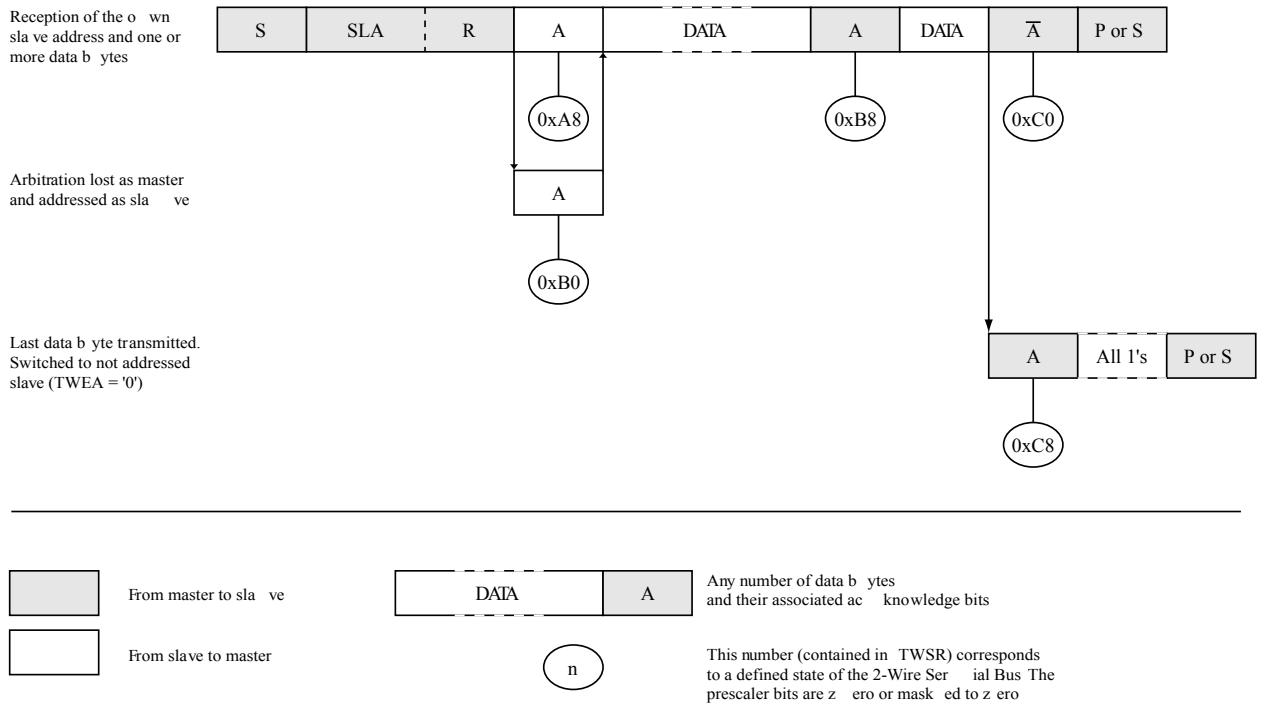 Reception of the o wn
sla ve address and one or
more data b ytes
S SLA R A DATA A DATA A P or S
0xA8 0xB8 0xC0
Arbitration lost as master
and addressed as sla ve
A
0xB0
Last data b yte transmitted.
Switched to not addressed
slave (TWEA = '0')
A All 1's P or S
0xC8
From master to sla ve
DATA A
Any number of data b ytes
and their associated ac knowledge bits
From slave to master
n
This number (contained in TWSR) corresponds
to a defined state of the 2-Wire Ser ial Bus The
prescaler bits are z ero or mask ed to z ero